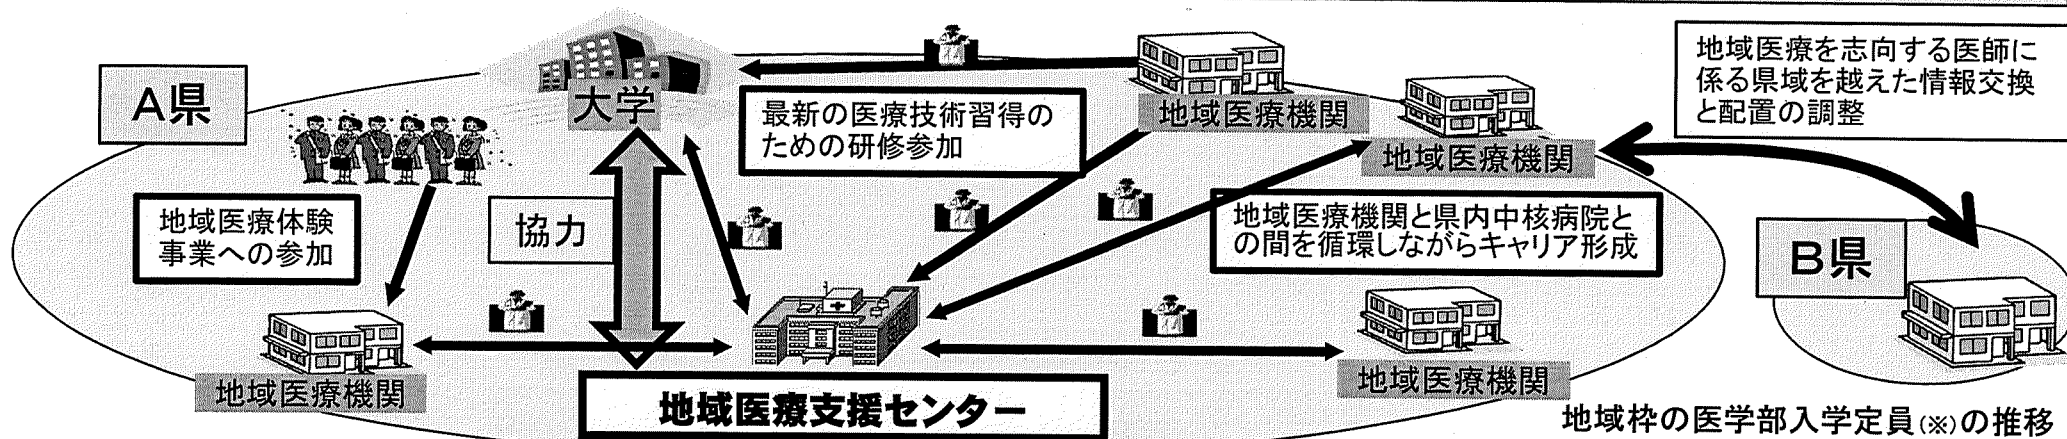 A県
大学
最新の医療技術習得の
ための研修参加
地域医療機関
地域医療機関
地域医療を志向する医師に
係る県域を越えた情報交換
と配置の調整
地域医療体験
事業への参加
協力
地域医療機関と県内中核病院と
の間を循環しながらキャリア形成
B県
地域医療機関
地域医療支援センター
地域医療機関
地域枠の医学部入学定員(※)の推移